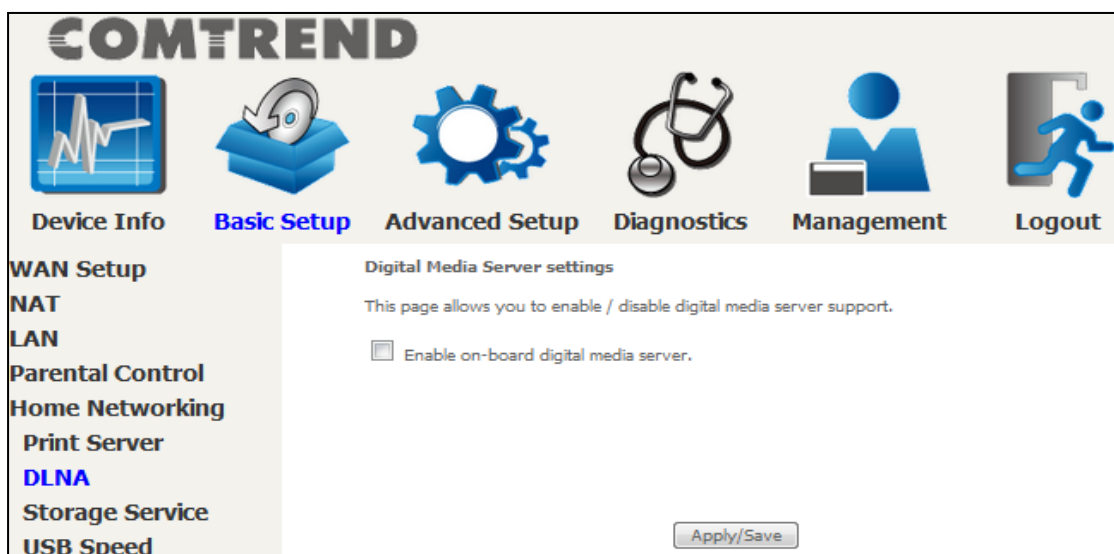 COMTREND
Device Info Basic Setup Advanced Setup Diagnostics Management Logout
WAN Setup
NAT
LAN
Parental Control
Home Networking
Print Server
DLNA
Storage Service
USB Speed
Digital Media Server settings
This page allows you to enable / disable digital media server support.
Enable on-board digital media server.
Apply/Save